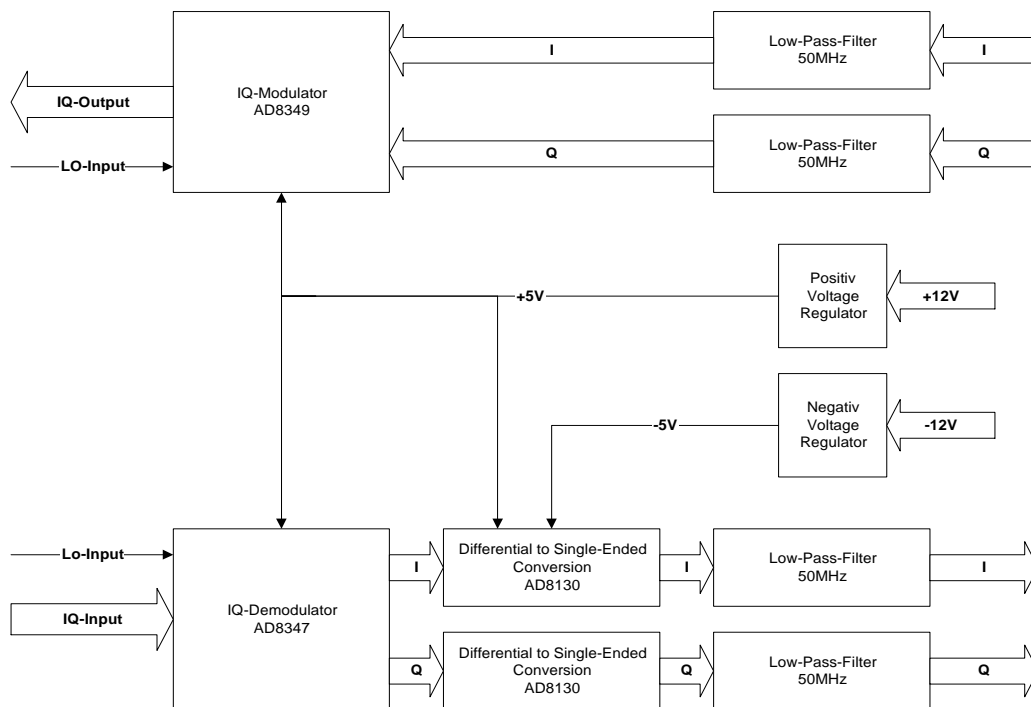 I
Low-Pass-Filter
50MHz
I
IQ-Output
IQ-Modulator
AD8349
LO-Input
Q
Low-Pass-Filter
50MHz
Q
+5V
Positiv
Voltage
Regulator
+12V
-5V
Negativ
Voltage
Regulator
-12V
Lo-Input
IQ-Input
IQ-Demodulator
AD8347
I
Differential to Single-Ended
Conversion
AD8130
I
Low-Pass-Filter
50MHz
I
Q
Differential to Single-Ended
Conversion
AD8130
Q
Low-Pass-Filter
50MHz
Q